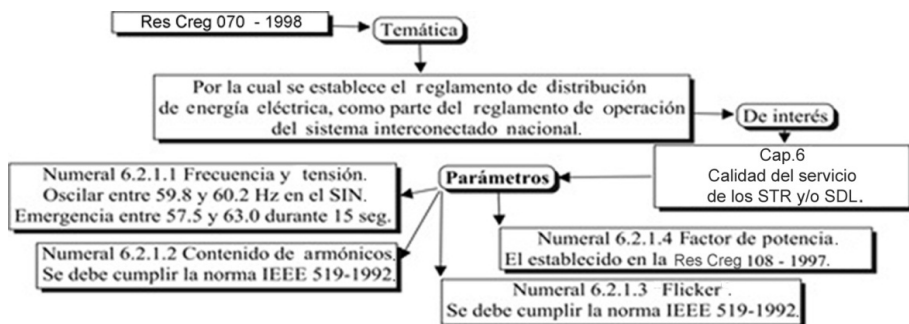 Res Creg 070 - 1998
Temática
Por la cual se establece el reglamento de distribución
de energía eléctrica, como parte del reglamento de operación
del sistema interconectado nacional.
De interés
Cap.6
Calidad del servicio
de los STR y/o SDL.
Parámetros
Numeral 6.2.1.1 Frecuencia y tensión.
Oscilar entre 59.8 y 60.2 Hz en el SIN.
Emergencia entre 57.5 y 63.0 durante 15 seg.
Numeral 6.2.1.2 Contenido de armónicos.
Se debe cumplir la norma IEEE 519-1992.
Numeral 6.2.1.4 Factor de potencia.
El establecido en la Res Creg 108 - 1997.
Numeral 6.2.1.3 Flicker .
Se debe cumplir la norma IEEE 519-1992.